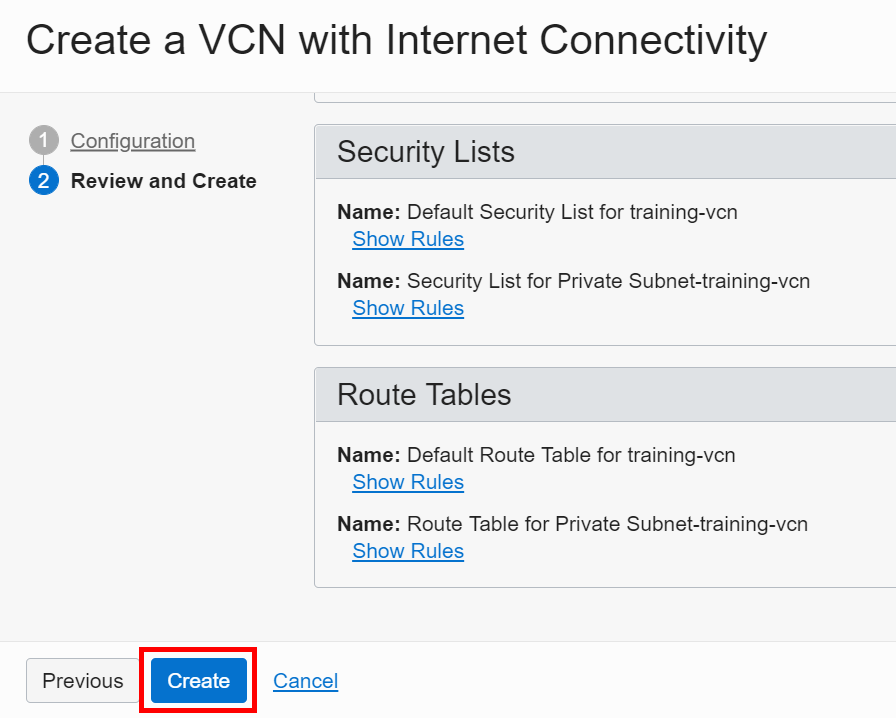 Create a VCN with Internet Connectivity
1 Configuration
2 Review and Create
Security Lists
Name: Default Security List for training-vcn
Show Rules
Name: Security List for Private Subnet-training-vcn
Show Rules
Route Tables
Name: Default Route Table for training-vcn
Show Rules
Name: Route Table for Private Subnet-training-vcn
Show Rules
Previous Create Cancel